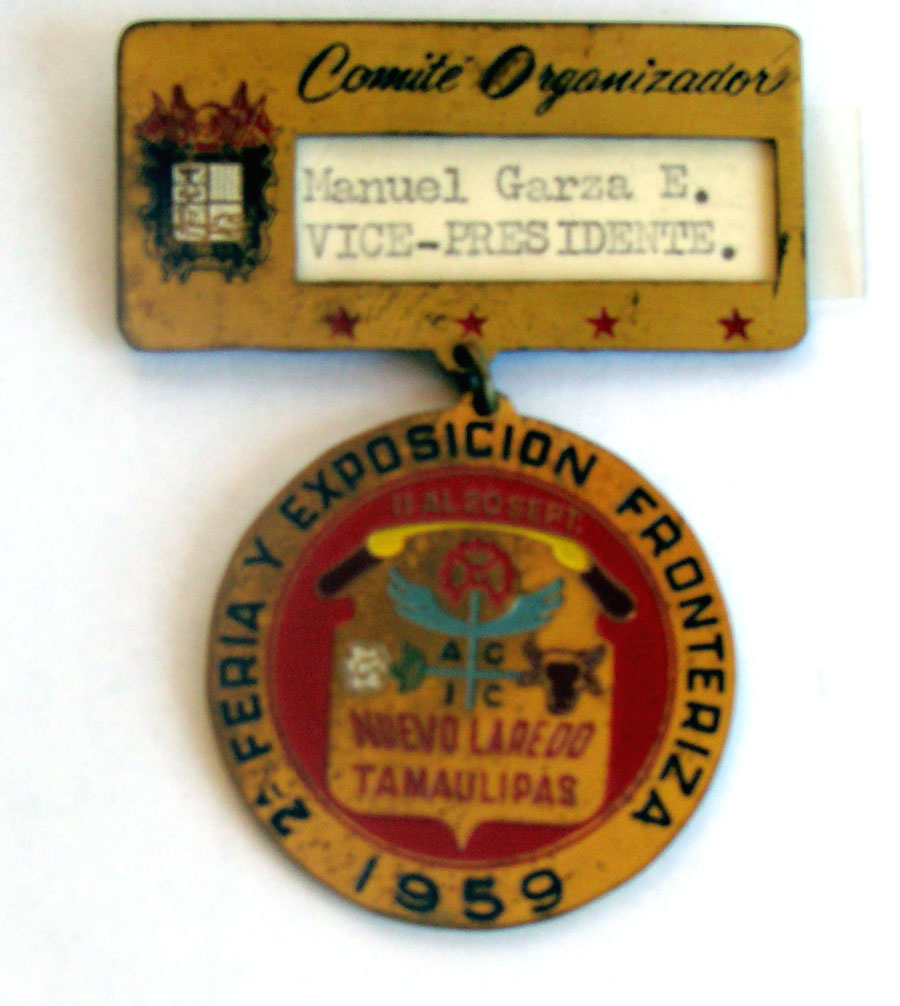 Comité Organizador
Manuel Garza E.
VICE-PRESIDENTE.
2ª FERIA Y EXPOSICION FRONTERIZA
11 AL 20 SEPT.
A G
I C
NUEVO LAREDO
TAMAULIPAS
1959